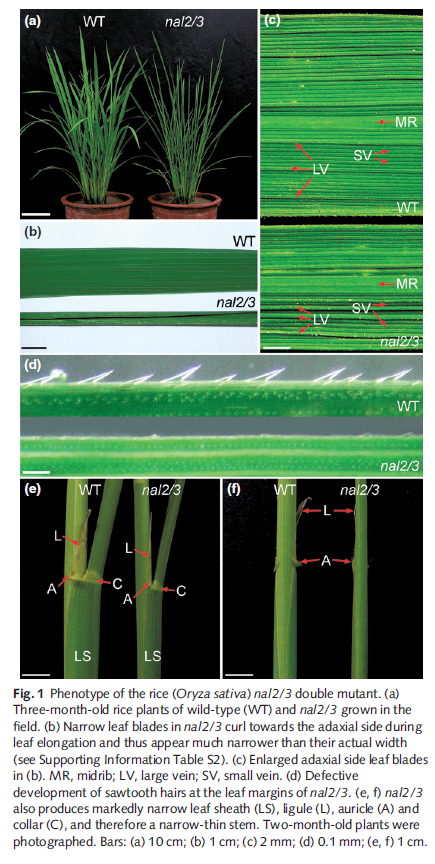 (a)
WT
nal2/3
(c)
MR
SV
LV
WT
(b)
WT
nal2/3
MR
SV
LV
nal2/3
(d)
WT
nal2/3
(e)
WT
nal2/3
L
L
A
C
A
C
LS
LS
(f)
WT
nal2/3
L
A
Fig. 1 Phenotype of the rice (Oryza sativa) nal2/3 double mutant. (a)
Three-month-old rice plants of wild-type (WT) and nal2/3 grown in the
field. (b) Narrow leaf blades in nal2/3 curl towards the adaxial side during
leaf elongation and thus appear much narrower than their actual width
(see Supporting Information Table S2). (c) Enlarged adaxial side leaf blades
in (b). MR, midrib; LV, large vein; SV, small vein. (d) Defective
development of sawtooth hairs at the leaf margins of nal2/3. (e, f) nal2/3
also produces markedly narrow leaf sheath (LS), ligule (L), auricle (A) and
collar (C), and therefore a narrow-thin stem. Two-month-old plants were
photographed. Bars: (a) 10 cm; (b) 1 cm; (c) 2 mm; (d) 0.1 mm; (e, f) 1 cm.